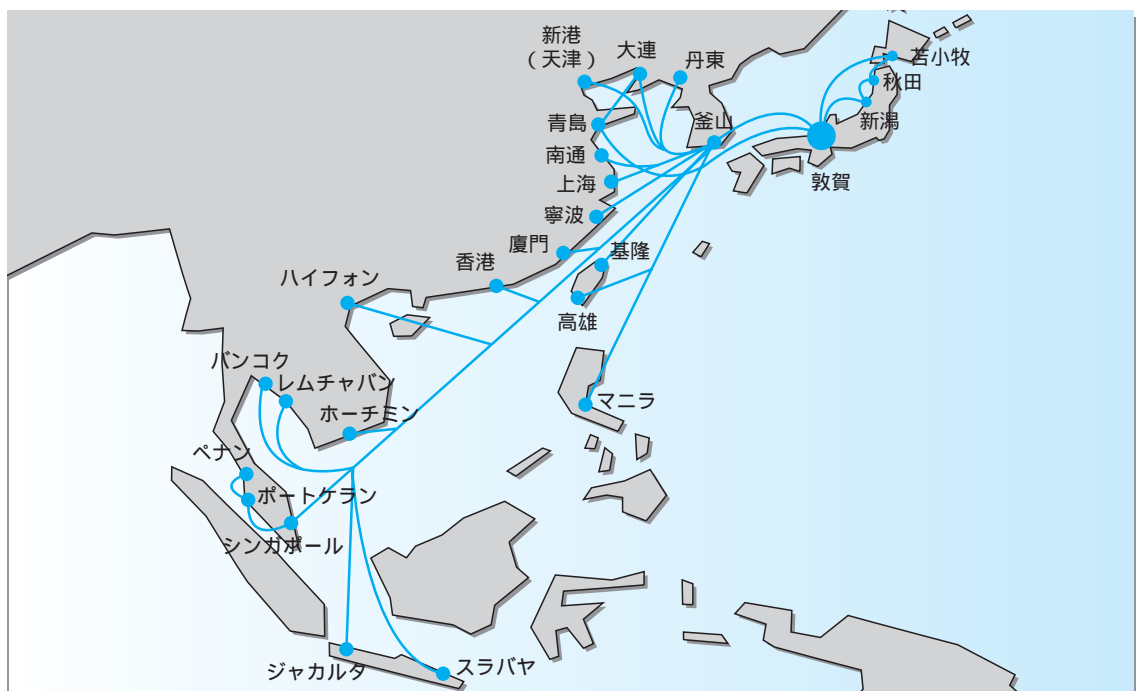 新港
（天津）
大連
丹東
苫小牧
秋田
新潟
敦賀
釜山
青島
南通
上海
寧波
廈門
基隆
香港
高雄
ハイフォン
バンコク
レムチャバン
ホーチミン
マニラ
ペナン
ポートケラン
シンガポール
ジャカルタ
スラバヤ